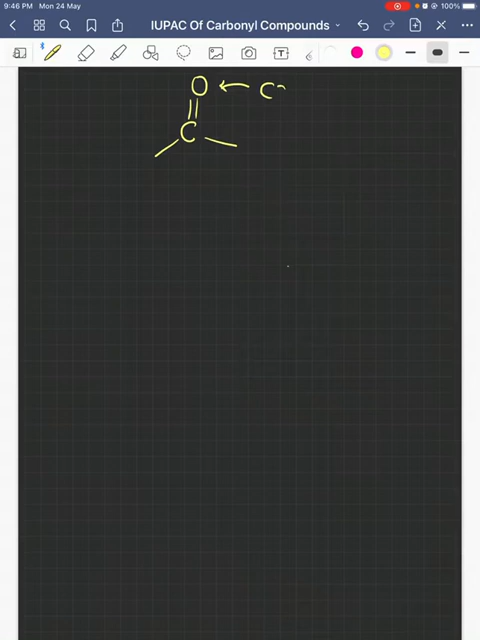 9:46 PM Mon 24 May
100%
IUPAC Of Carbonyl Compounds
T
O ← C
C